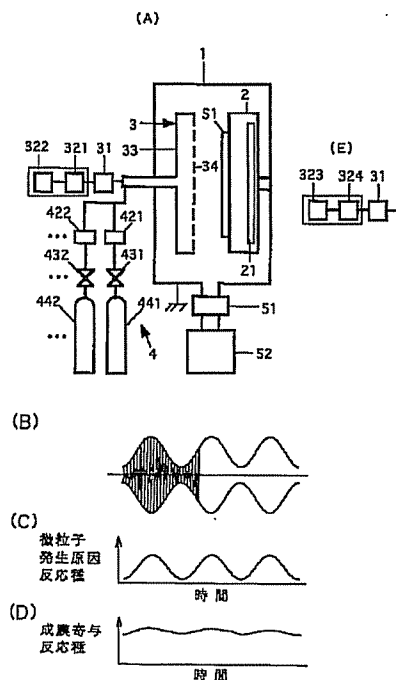 (A)
1
2
3
S1
33
34
322 321 31
422 421
432 431
442 441
4
21
51
52
(E)
323 324 31
(B)
(C)
微粒子
発生原因
反応種
時間
(D)
成膜寄与
反応種
時間